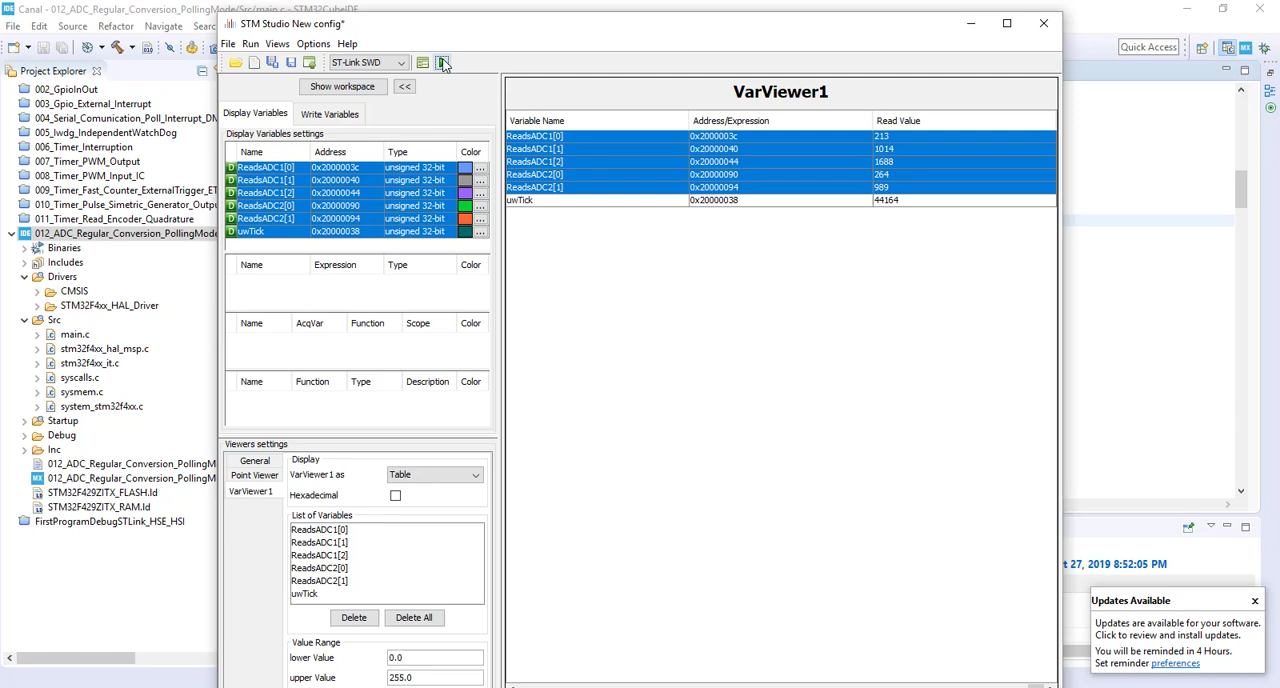 Canal - 012_ADC_Regular_Conversion_PollingMode/Src/main.c - STM32CubeIDE
File Edit Source Refactor Navigate Searc
Quick Access
Project Explorer
002_GpioInOut
003_Gpio_External_Interrupt
004_Serial_Comunication_Poll_Interrupt_DM
005_Iwdg_IndependentWatchDog
006_Timer_Interruption
007_Timer_PWM_Output
008_Timer_PWM_Input_IC
009_Timer_Fast_Counter_ExternalTrigger_ET
010_Timer_Pulse_Simetric_Generator_Outpu
011_Timer_Read_Encoder_Quadrature
IDE 012_ADC_Regular_Conversion_PollingMode
Binaries
Includes
Drivers
CMSIS
STM32F4xx_HAL_Driver
Src
main.c
stm32f4xx_hal_msp.c
stm32f4xx_it.c
syscalls.c
sysmem.c
system_stm32f4xx.c
Startup
Debug
Inc
012_ADC_Regular_Conversion_PollingM
MX 012_ADC_Regular_Conversion_PollingM
STM32F429ZITX_FLASH.ld
STM32F429ZITX_RAM.ld
FirstProgramDebugSTLink_HSE_HSI
STM Studio New config*
File Run Views Options Help
ST-Link SWD
Show workspace <<
Display Variables Write Variables
Display Variables settings
Name Address Type Color
D ReadsADC1[0] 0x2000003c unsigned 32-bit ...
D ReadsADC1[1] 0x20000040 unsigned 32-bit ...
D ReadsADC1[2] 0x20000044 unsigned 32-bit ...
D ReadsADC2[0] 0x20000090 unsigned 32-bit ...
D ReadsADC2[1] 0x20000094 unsigned 32-bit ...
D uwTick 0x20000038 unsigned 32-bit ...
Name Expression Type Color
Name AcqVar Function Scope Color
Name Function Type Description Color
Viewers settings
General
Point Viewer
VarViewer1
Display
VarViewer1 as Table
Hexadecimal
List of Variables
ReadsADC1[0]
ReadsADC1[1]
ReadsADC1[2]
ReadsADC2[0]
ReadsADC2[1]
uwTick
Delete Delete All
Value Range
lower Value 0.0
upper Value 255.0
VarViewer1
Variable Name Address/Expression Read Value
ReadsADC1[0] 0x2000003c 213
ReadsADC1[1] 0x20000040 1014
ReadsADC1[2] 0x20000044 1688
ReadsADC2[0] 0x20000090 264
ReadsADC2[1] 0x20000094 989
uwTick 0x20000038 44164
t 27, 2019 8:52:05 PM
Updates Available
Updates are available for your software.
Click to review and install updates.
You will be reminded in 4 Hours.
Set reminder preferences